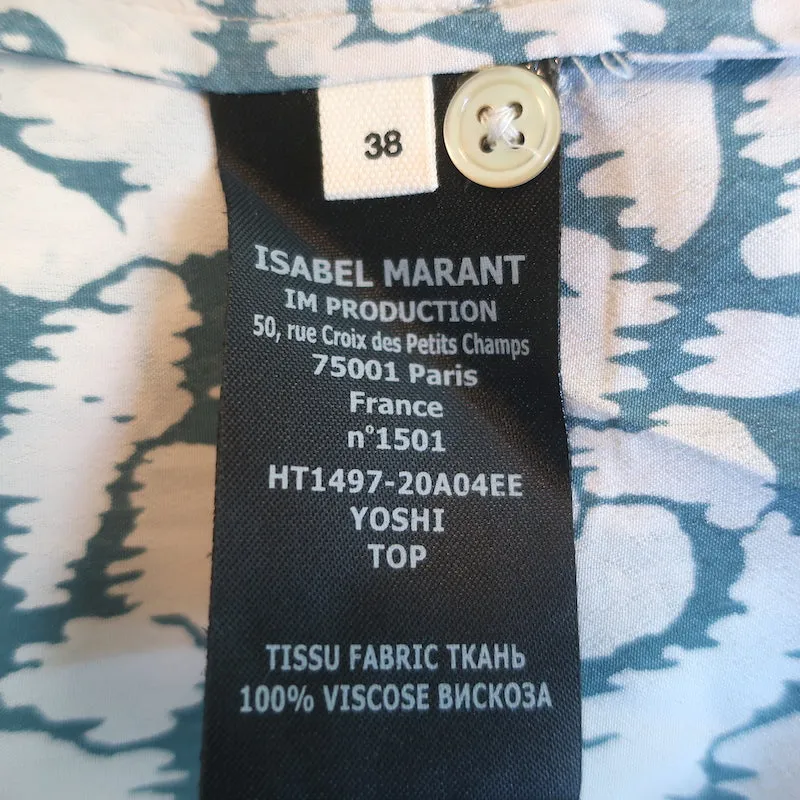 38
ISABEL MARANT
IM PRODUCTION
50, rue Croix des Petits Champs
75001 Paris
France
n°1501
HT1497-20A04EE
YOSHI
TOP
TISSU FABRIC ТКАНЬ
100% VISCOSE ВИСКОЗА